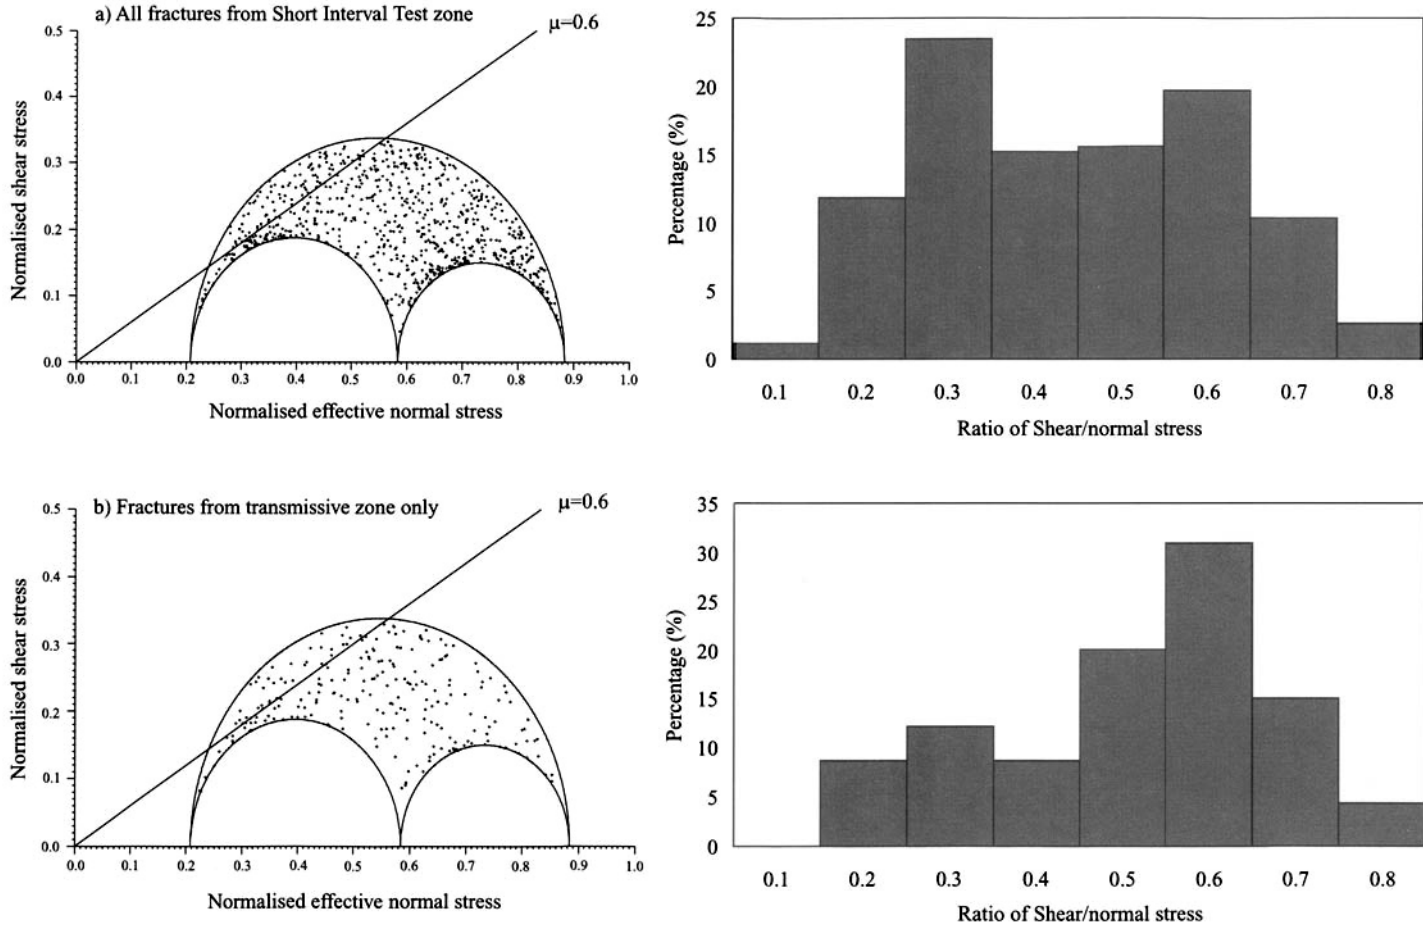 a) All fractures from Short Interval Test zone
μ=0.6
Normalised shear stress
0.5
0.4
0.3
0.2
0.1
0.0
0.0 0.1 0.2 0.3 0.4 0.5 0.6 0.7 0.8 0.9 1.0
Normalised effective normal stress
Percentage (%)
25
20
15
10
5
0
0.1 0.2 0.3 0.4 0.5 0.6 0.7 0.8
Ratio of Shear/normal stress
b) Fractures from transmissive zone only
μ=0.6
Normalised shear stress
0.5
0.4
0.3
0.2
0.1
0.0
0.0 0.1 0.2 0.3 0.4 0.5 0.6 0.7 0.8 0.9 1.0
Normalised effective normal stress
Percentage (%)
35
30
25
20
15
10
5
0
0.1 0.2 0.3 0.4 0.5 0.6 0.7 0.8
Ratio of Shear/normal stress